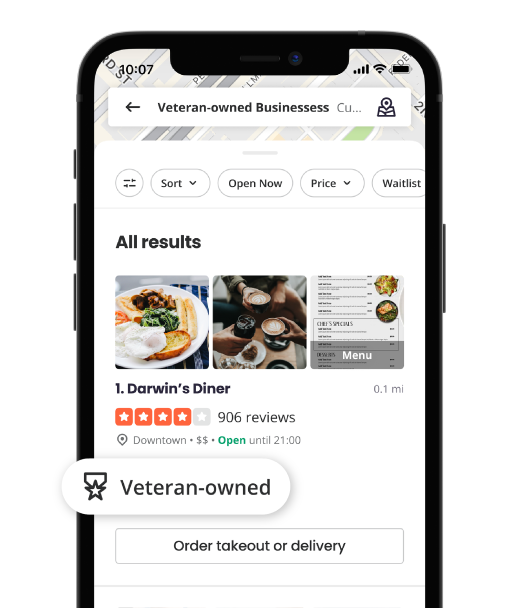 10:07
Veteran-owned Businessess Cu...
Sort
Open Now
Price
Waitlist
All results
CHEF'S SPECIALS
DESSERTS
Menu
1. Darwin's Diner 0.1 mi
906 reviews
Downtown • $$ • Open until 21:00
Veteran-owned
Order takeout or delivery